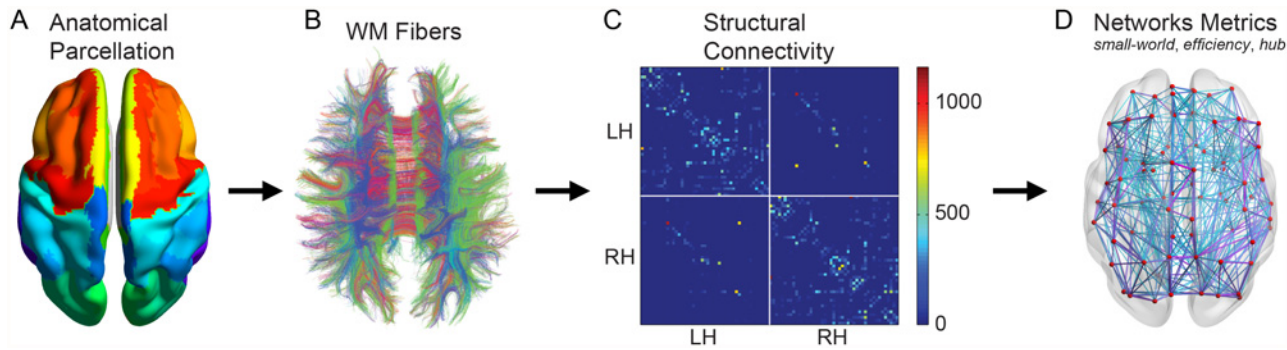 A Anatomical
Parcellation
B
WM Fibers
C Structural
Connectivity
LH
RH
LH RH
1000
500
0
D Networks Metrics
small-world, efficiency, hub